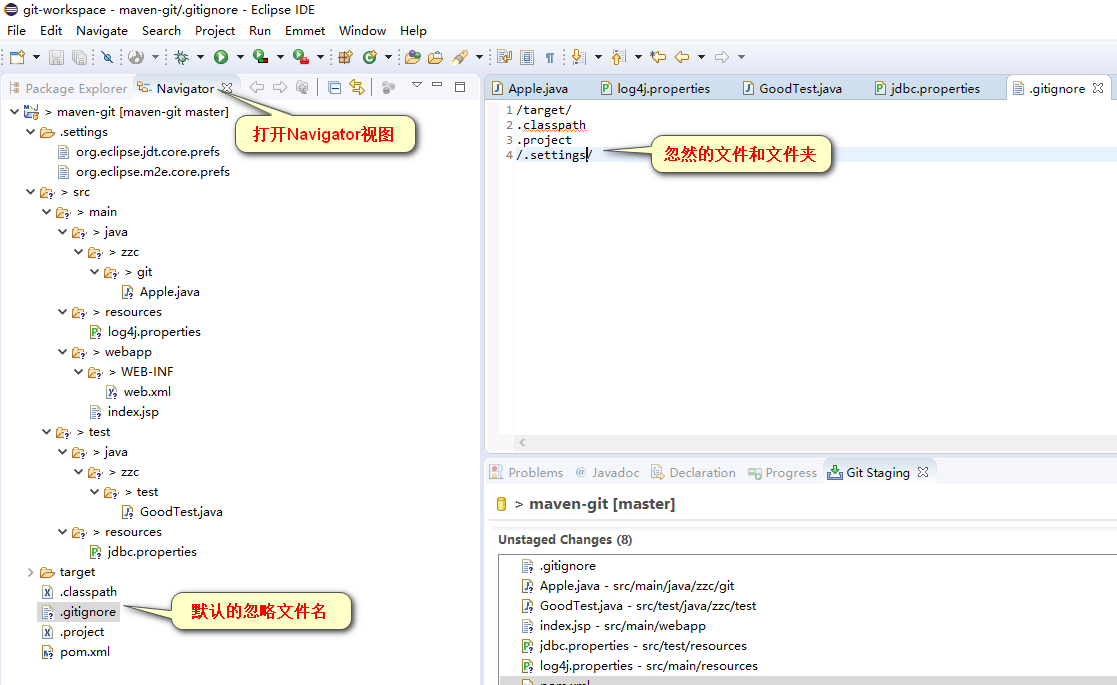 git-workspace - maven-git/.gitignore - Eclipse IDE
File Edit Navigate Search Project Run Emmet Window Help
Package Explorer Navigator
> maven-git [maven-git master]
.settings
org.eclipse.jdt.core.prefs
org.eclipse.m2e.core.prefs
> src
> main
> java
> zzc
> git
Apple.java
> resources
log4j.properties
> webapp
> WEB-INF
web.xml
index.jsp
> test
> java
> zzc
> test
GoodTest.java
> resources
jdbc.properties
target
.classpath
.gitignore
.project
pom.xml
打开Navigator视图
默认的忽略文件名
Apple.java log4j.properties GoodTest.java jdbc.properties .gitignore
1 /target/
2 .classpath
3 .project
4 /.settings/
忽然的文件和文件夹
Problems @ Javadoc Declaration Progress Git Staging
> maven-git [master]
Unstaged Changes (8)
.gitignore
Apple.java - src/main/java/zzc/git
GoodTest.java - src/test/java/zzc/test
index.jsp - src/main/webapp
jdbc.properties - src/test/resources
log4j.properties - src/main/resources
pom.xml